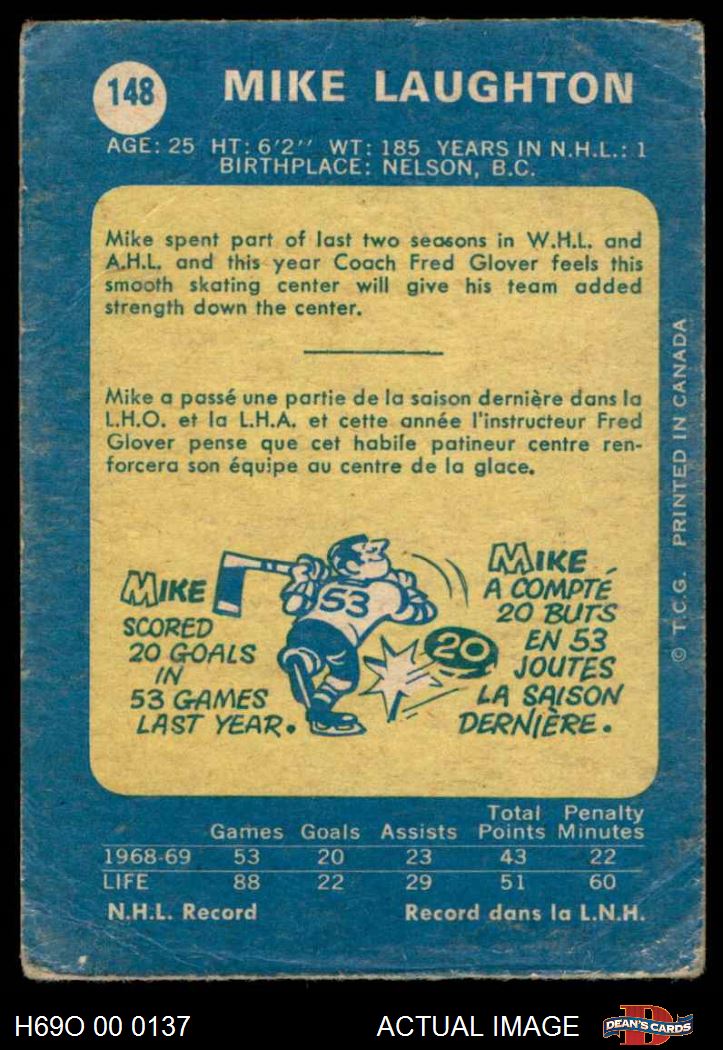 148
MIKE LAUGHTON
AGE: 25 HT: 6'2'' WT: 185 YEARS IN N.H.L.: 1
BIRTHPLACE: NELSON, B.C.
Mike spent part of last two seasons in W.H.L. and
A.H.L. and this year Coach Fred Glover feels this
smooth skating center will give his team added
strength down the center.
Mike a passé une partie de la saison dernière dans la
L.H.O. et la L.H.A. et cette année l'instructeur Fred
Glover pense que cet habile patineur centre ren-
forcera son équipe au centre de la glace.
MIKE
SCORED
20 GOALS
IN
53 GAMES
LAST YEAR.
53
20
MIKE
A COMPTÉ
20 BUTS
EN 53
JOUTES
LA SAISON
DERNIÈRE.
© T.C.G. PRINTED IN CANADA
Total Penalty
Games Goals Assists Points Minutes
1968-69 53 20 23 43 22
LIFE 88 22 29 51 60
N.H.L. Record Record dans la L.N.H.
H69O 00 0137 ACTUAL IMAGE D DEAN'S CARDS